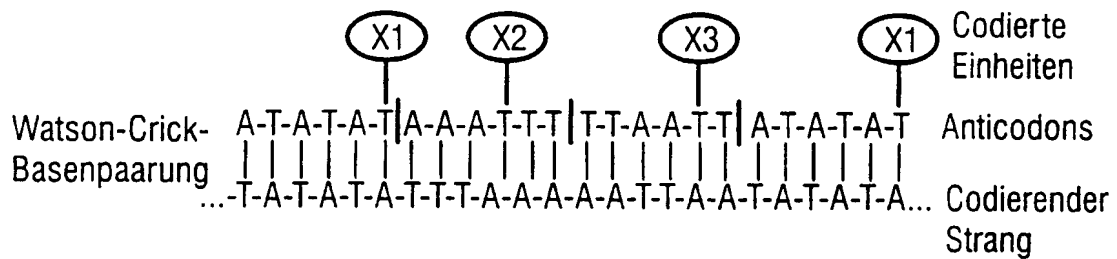 X1 X2 X3 X1 Codierte
Einheiten
Watson-Crick- A-T-A-T-A-T|A-A-A-T-T-T|T-T-A-A-T-T|A-T-A-T-A-T Anticodons
Basenpaarung
...-T-A-T-A-T-A-T-T-T-A-A-A-A-A-T-T-A-A-T-A-T-A-T-A... Codierender
Strang